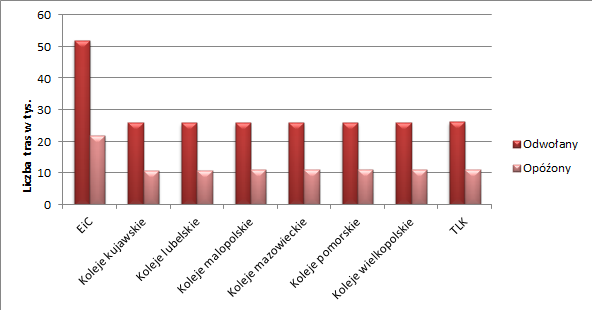 60
50
40
30
20
10
0
Liczba tras w tys.
EiC
Koleje kujawskie
Koleje lubelskie
Koleje malopolskie
Koleje mazowieckie
Koleje pomorskie
Koleje wielkopolskie
TLK
Odwołany
Opóźony